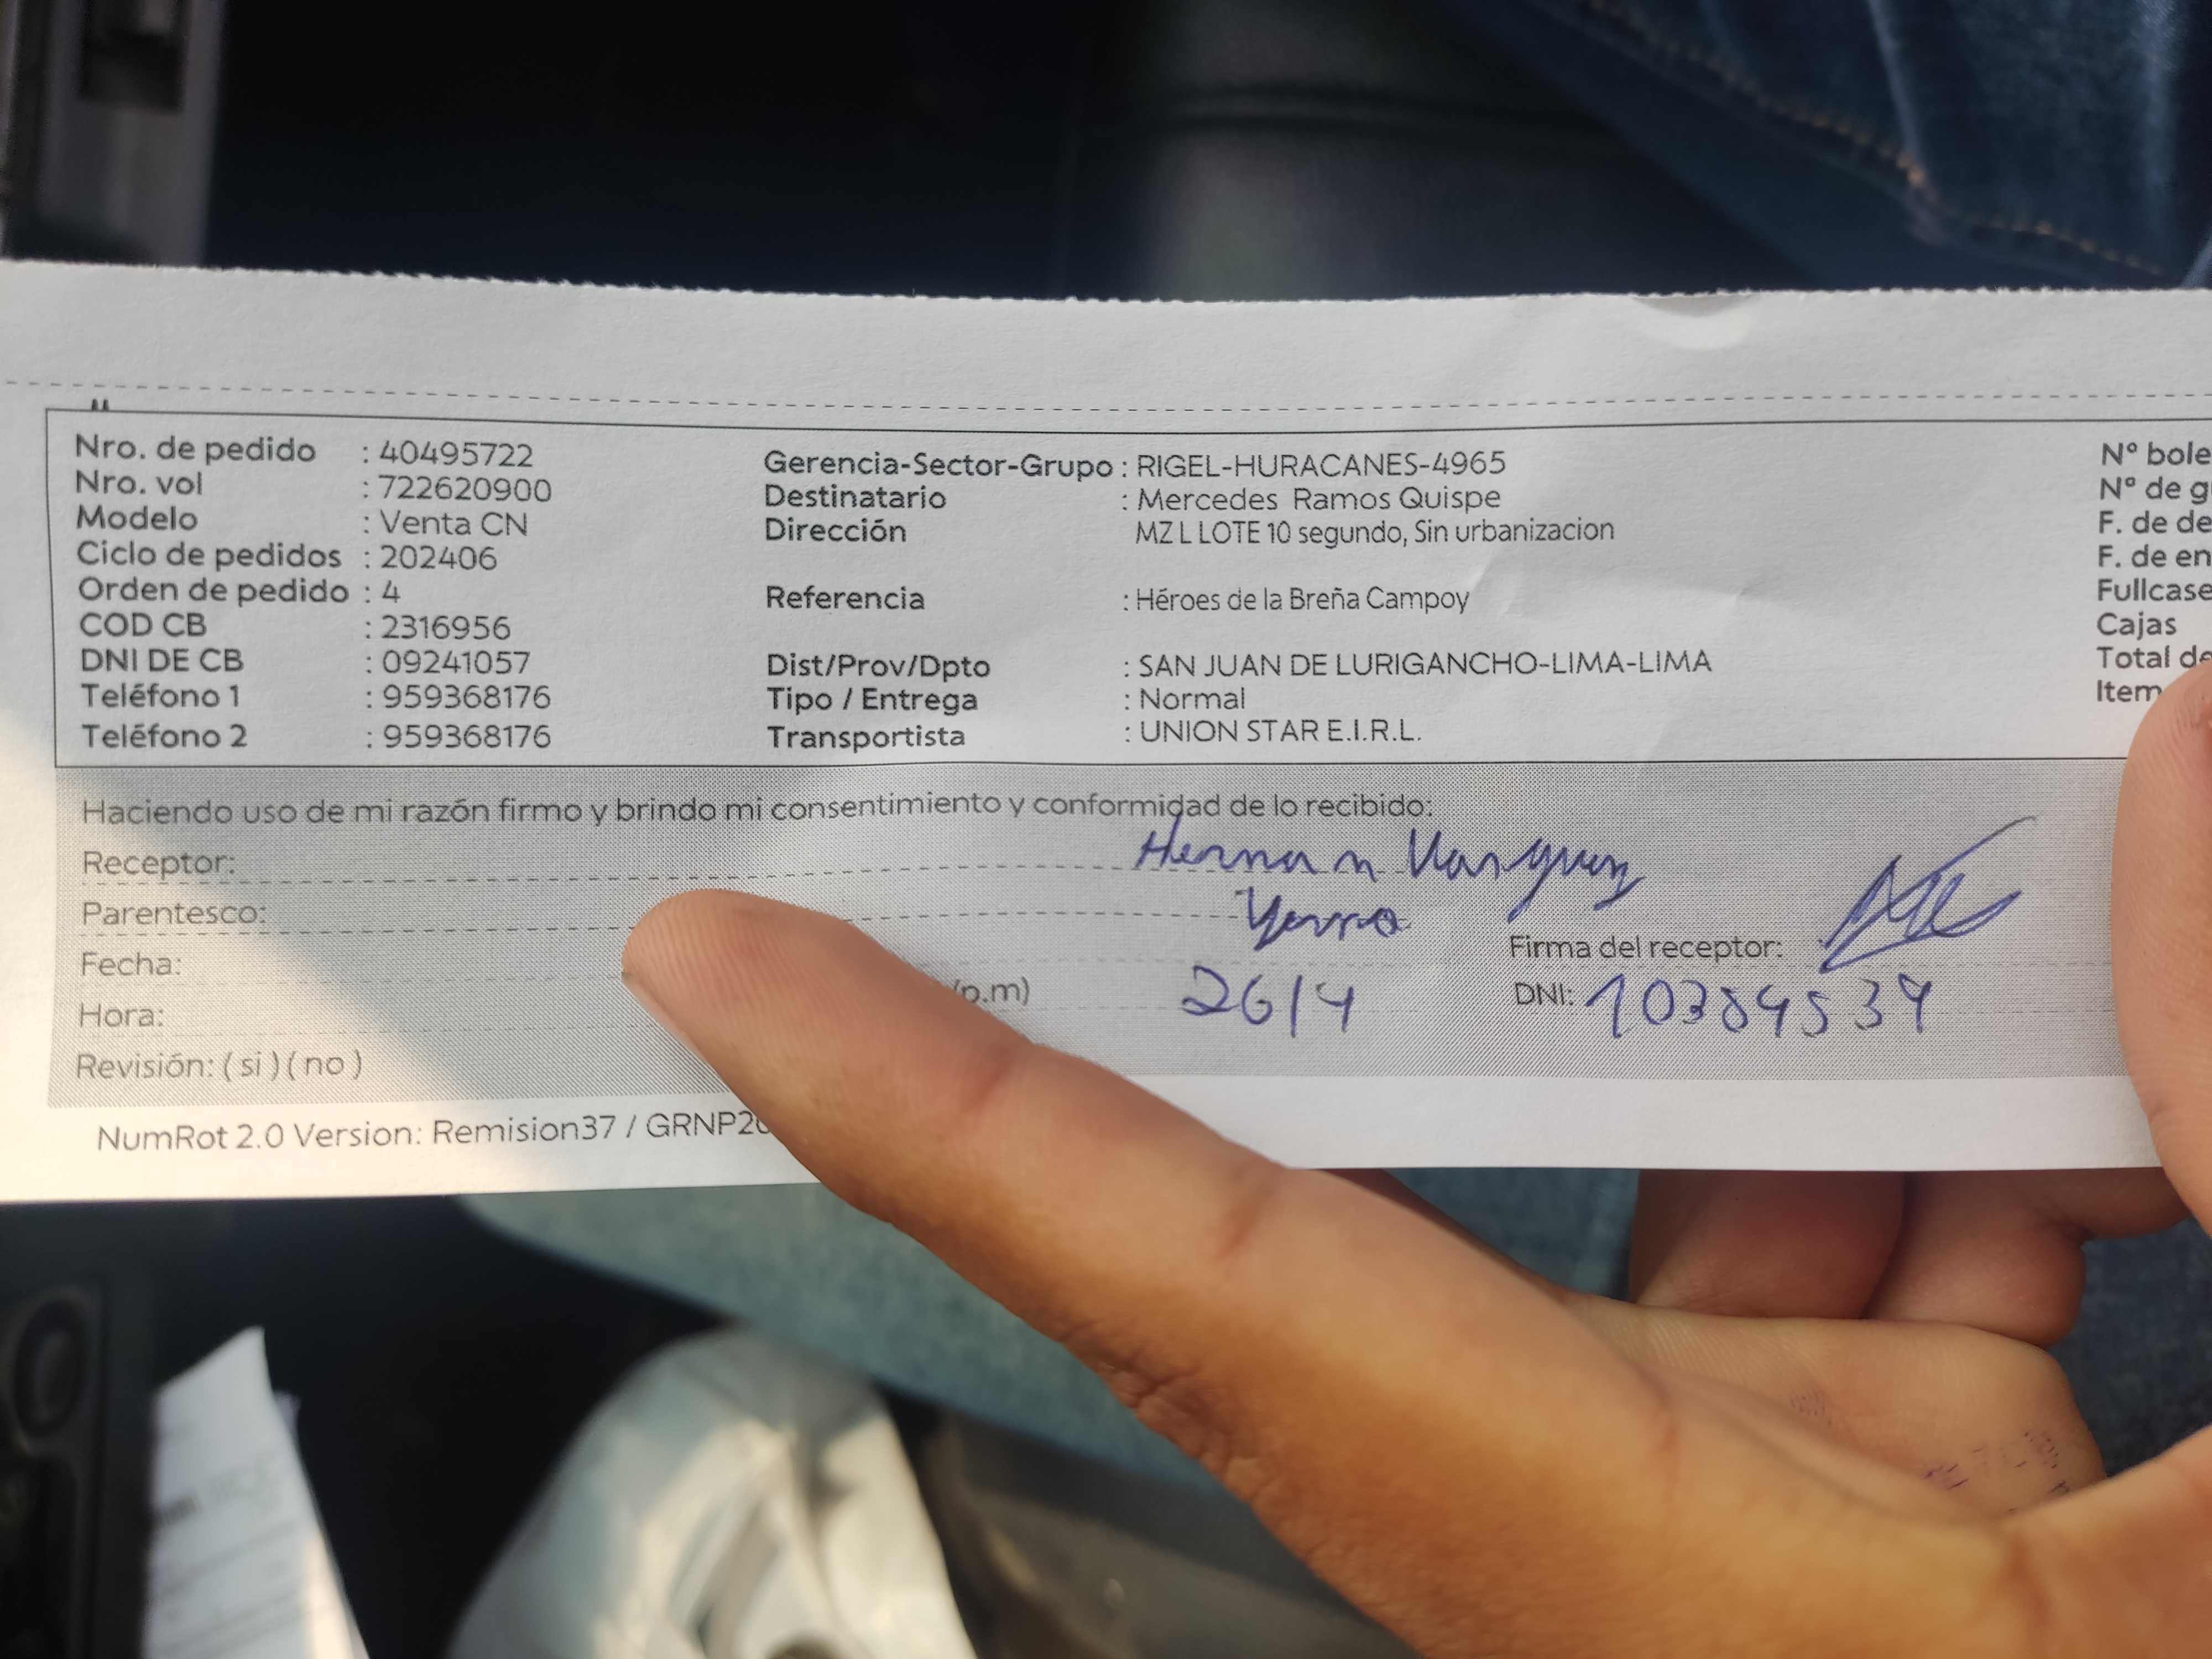 Nro. de pedido : 40495722
Nro. vol : 722620900
Modelo : Venta CN
Ciclo de pedidos : 202406
Orden de pedido : 4
COD CB : 2316956
DNI DE CB : 09241057
Teléfono 1 : 959368176
Teléfono 2 : 959368176
Gerencia-Sector-Grupo : RIGEL-HURACANES-4965
Destinatario : Mercedes Ramos Quispe
Dirección MZ L LOTE 10 segundo, Sin urbanizacion
Referencia : Héroes de la Breña Campoy
Dist/Prov/Dpto : SAN JUAN DE LURIGANCHO-LIMA-LIMA
Tipo / Entrega : Normal
Transportista : UNION STAR E.I.R.L.
N° bole
N° de g
F. de de
F. de en
Fullcase
Cajas
Total de
Item
Haciendo uso de mi razón firmo y brindo mi consentimiento y conformidad de lo recibido:
Receptor: Hernan Vasquez
Parentesco: Yerno
Fecha: 26/4
Hora: /p.m)
Revisión: ( si ) ( no )
Firma del receptor:
DNI:
NumRot 2.0 Version: Remision37 / GRNP20